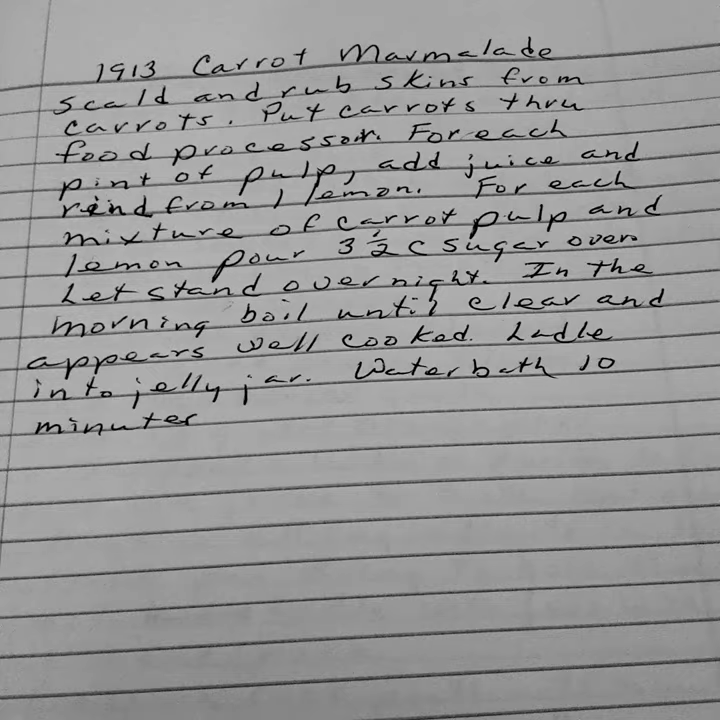 1913 Carrot Marmalade
Scald and rub skins from
carrots. Put carrots thru
food processor. For each
pint of pulp, add juice and
rind from 1 lemon. For each
mixture of carrot pulp and
lemon pour 3 1/2 c sugar over.
Let stand overnight. In the
morning boil until clear and
appears well cooked. Ladle
into jelly jar. Waterbath 10
minutes